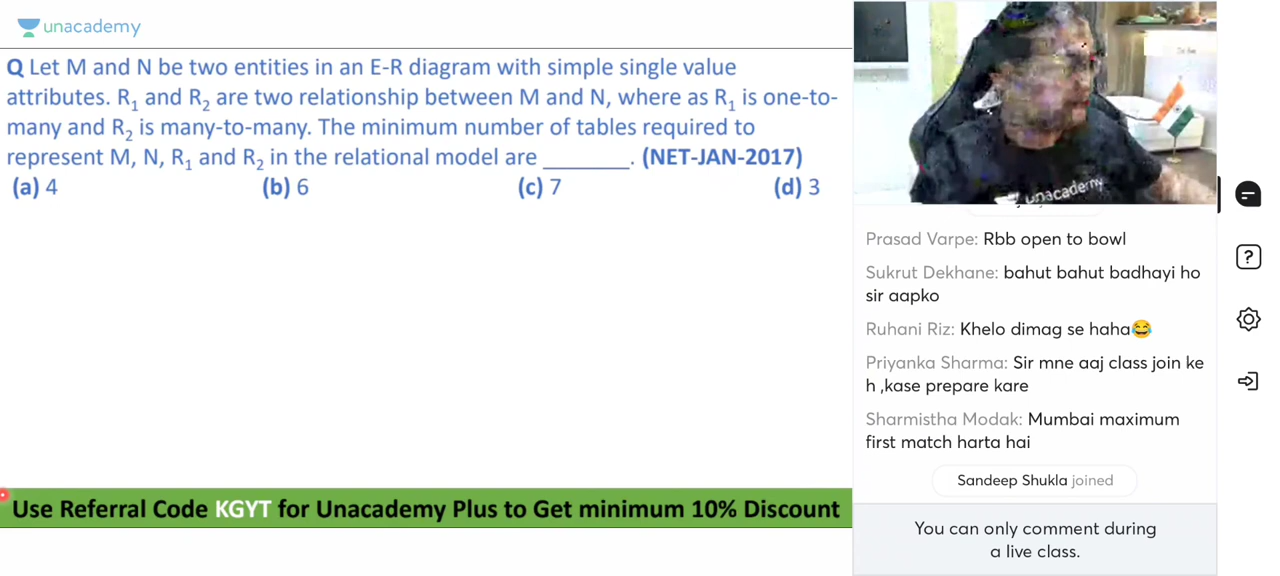 unacademy
Q Let M and N be two entities in an E-R diagram with simple single value
attributes. R1 and R2 are two relationship between M and N, where as R1 is one-to-
many and R2 is many-to-many. The minimum number of tables required to
represent M, N, R1 and R2 in the relational model are ________. (NET-JAN-2017)
(a) 4 (b) 6 (c) 7 (d) 3
unacademy
Prasad Varpe: Rbb open to bowl
Sukrut Dekhane: bahut bahut badhayi ho
sir aapko
Ruhani Riz: Khelo dimag se haha😂
Priyanka Sharma: Sir mne aaj class join ke
h ,kase prepare kare
Sharmistha Modak: Mumbai maximum
first match harta hai
Sandeep Shukla joined
Use Referral Code KGYT for Unacademy Plus to Get minimum 10% Discount
You can only comment during
a live class.